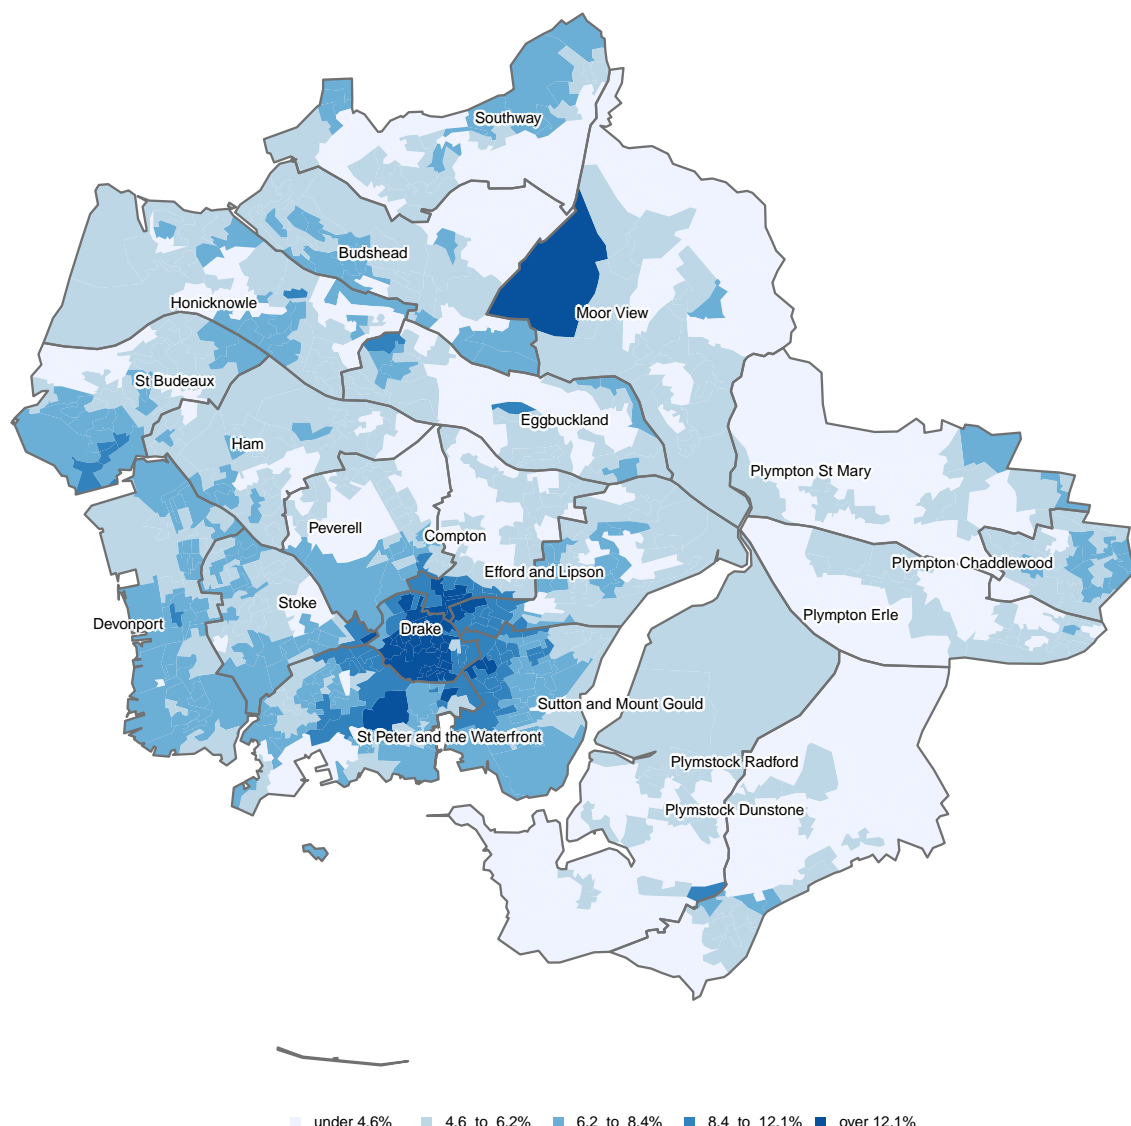 Southway
Budshead
Honicknowle
Moor View
St Budeaux
Eggbuckland
Ham
Plympton St Mary
Peverell
Compton
Plympton Chaddlewood
Efford and Lipson
Stoke
Plympton Erle
Devonport
Drake
Sutton and Mount Gould
St Peter and the Waterfront
Plymstock Radford
Plymstock Dunstone
under 4.6% 4.6 to 6.2% 6.2 to 8.4% 8.4 to 12.1% over 12.1%